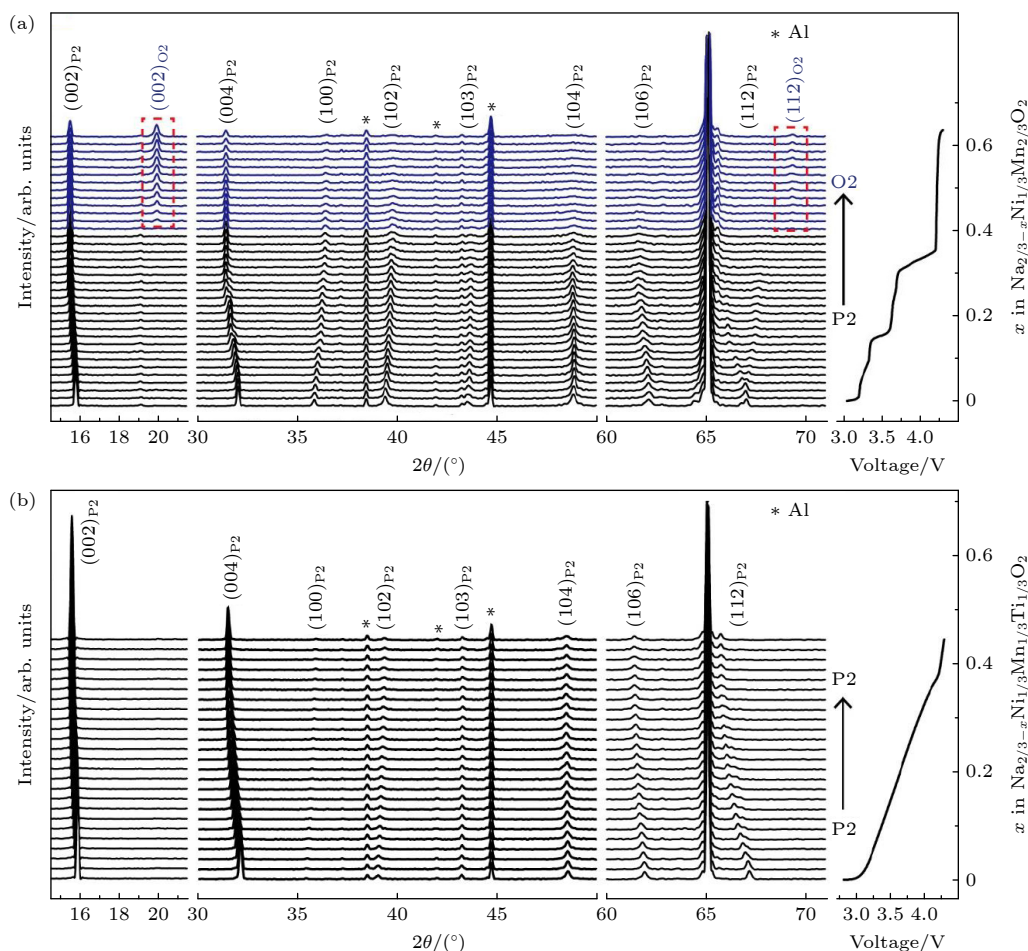 (a)
∗ Al
(002)P2
(002)O2
(004)P2
(100)P2
∗
(102)P2
∗
(103)P2
∗
(104)P2
(106)P2
(112)P2
(112)O2
O2
P2
Intensity/arb. units
16 20 30 35 40 45 60 65 70
2θ/(°)
0.6
0.4
0.2
0
x in Na2/3−xNi1/3Mn2/3O2
3.0 3.5 4.0
Voltage/V
(b)
∗ Al
(002)P2
(004)P2
(100)P2
∗
(102)P2
∗
(103)P2
∗
(104)P2
(106)P2
(112)P2
P2
P2
Intensity/arb. units
16 20 30 35 40 45 60 65 70
2θ/(°)
0.6
0.4
0.2
0
x in Na2/3−xNi1/3Mn1/3Ti1/3O2
3.0 3.5 4.0
Voltage/V